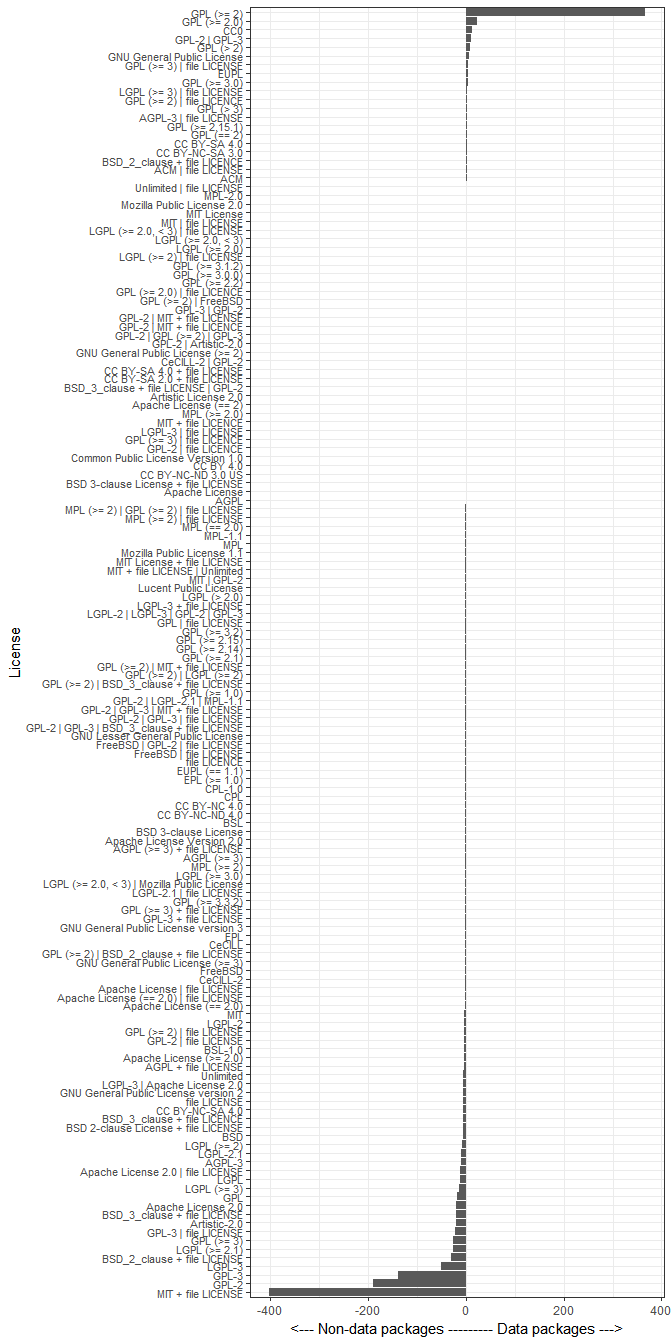 GPL (>= 2)
GPL (>= 2.0)
CC0
GPL-2 | GPL-3
GPL (> 2)
GNU General Public License
GPL (>= 3) | file LICENSE
EUPL
GPL (>= 3.0)
LGPL (>= 3) | file LICENSE
GPL (>= 2) | file LICENCE
GPL (> 3)
AGPL-3 | file LICENSE
GPL (>= 2.15.1)
GPL (== 2)
CC BY-SA 4.0
CC BY-NC-SA 3.0
BSD_2_clause + file LICENCE
ACM | file LICENSE
ACM
Unlimited | file LICENSE
MPL-2.0
Mozilla Public License 2.0
MIT License
MIT | file LICENSE
LGPL (>= 2.0, < 3) | file LICENSE
LGPL (>= 2.0, < 3)
LGPL (>= 2.0)
LGPL (>= 2) | file LICENSE
GPL (>= 3.1.2)
GPL (>= 3.0.0)
GPL (>= 2.2)
GPL (>= 2.0) | file LICENCE
GPL (>= 2) | FreeBSD
GPL-3 | GPL-2
GPL-2 | MIT + file LICENSE
GPL-2 | MIT + file LICENCE
GPL-2 | GPL (>= 2) | GPL-3
GPL-2 | Artistic-2.0
GNU General Public License (>= 2)
CeCILL-2 | GPL-2
CC BY-SA 4.0 + file LICENSE
CC BY-SA 2.0 + file LICENSE
BSD_3_clause + file LICENSE | GPL-2
Artistic License 2.0
Apache License (== 2)
MPL (>= 2.0)
MIT + file LICENCE
LGPL-3 | file LICENSE
GPL (>= 3) | file LICENCE
GPL-2 | file LICENCE
Common Public License Version 1.0
CC BY 4.0
CC BY-NC-ND 3.0 US
BSD 3-clause License + file LICENSE
Apache License
AGPL
MPL (>= 2) | GPL (>= 2) | file LICENSE
MPL (>= 2) | file LICENSE
MPL (== 2.0)
MPL-1.1
MPL
Mozilla Public License 1.1
MIT License + file LICENSE
MIT + file LICENSE | Unlimited
MIT | GPL-2
Lucent Public License
LGPL (> 2.0)
LGPL-3 + file LICENSE
LGPL-2 | LGPL-3 | GPL-2 | GPL-3
GPL | file LICENSE
GPL (>= 3.2)
GPL (>= 2.15)
GPL (>= 2.14)
GPL (>= 2.1)
GPL (>= 2) | MIT + file LICENSE
GPL (>= 2) | LGPL (>= 2)
GPL (>= 2) | BSD_3_clause + file LICENSE
GPL (>= 1.0)
GPL-2 | LGPL-2.1 | MPL-1.1
GPL-2 | GPL-3 | MIT + file LICENSE
GPL-2 | GPL-3 | file LICENSE
GPL-2 | GPL-3 | BSD_3_clause + file LICENSE
GNU Lesser General Public License
FreeBSD | GPL-2 | file LICENSE
FreeBSD | file LICENSE
file LICENCE
EUPL (== 1.1)
EPL (>= 1.0)
CPL-1.0
CPL
CC BY-NC 4.0
CC BY-NC-ND 4.0
BSL
BSD 3-clause License
Apache License Version 2.0
AGPL (>= 3) + file LICENSE
AGPL (>= 3)
MPL (>= 2)
LGPL (>= 3.0)
LGPL (>= 2.0, < 3) | Mozilla Public License
LGPL-2.1 | file LICENSE
GPL (>= 3.3.2)
GPL (>= 3) + file LICENSE
GPL-3 + file LICENSE
GNU General Public License version 3
EPL
CeCILL
GPL (>= 2) | BSD_2_clause + file LICENSE
GNU General Public License (>= 3)
FreeBSD
CeCILL-2
Apache License | file LICENSE
Apache License (== 2.0) | file LICENSE
Apache License (== 2.0)
MIT
LGPL-2
GPL (>= 2) | file LICENSE
GPL-2 | file LICENSE
BSL-1.0
Apache License (>= 2.0)
AGPL + file LICENSE
Unlimited
LGPL-3 | Apache License 2.0
GNU General Public License version 2
file LICENSE
CC BY-NC-SA 4.0
BSD_3_clause + file LICENCE
BSD 2-clause License + file LICENSE
BSD
LGPL (>= 2)
LGPL-2.1
AGPL-3
Apache License 2.0 | file LICENSE
LGPL
LGPL (>= 3)
GPL
Apache License 2.0
BSD_3_clause + file LICENSE
Artistic-2.0
GPL-3 | file LICENSE
GPL (>= 3)
LGPL (>= 2.1)
BSD_2_clause + file LICENSE
LGPL-3
GPL-3
GPL-2
MIT + file LICENSE
License
-400 -200 0 200 400
<--- Non-data packages --------- Data packages --->